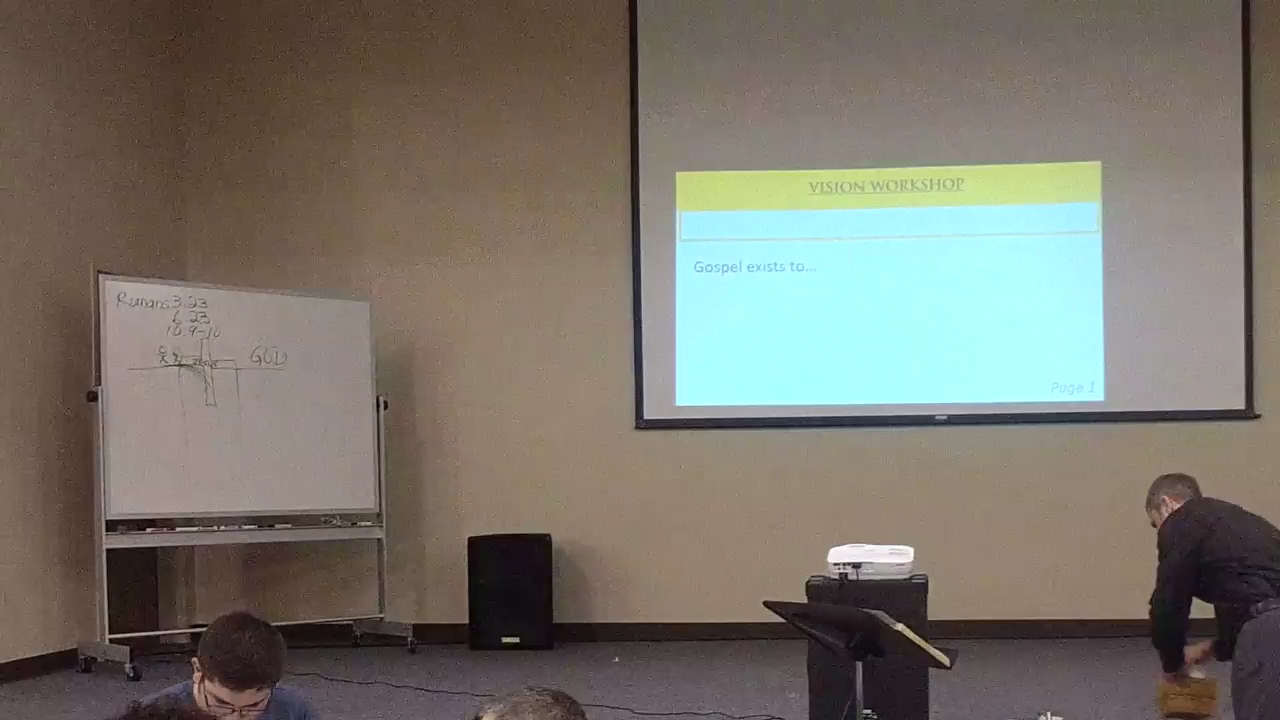 Romans 3:23
6:23
10:9-10
GOD
VISION WORKSHOP
Gospel exists to...
Page 1